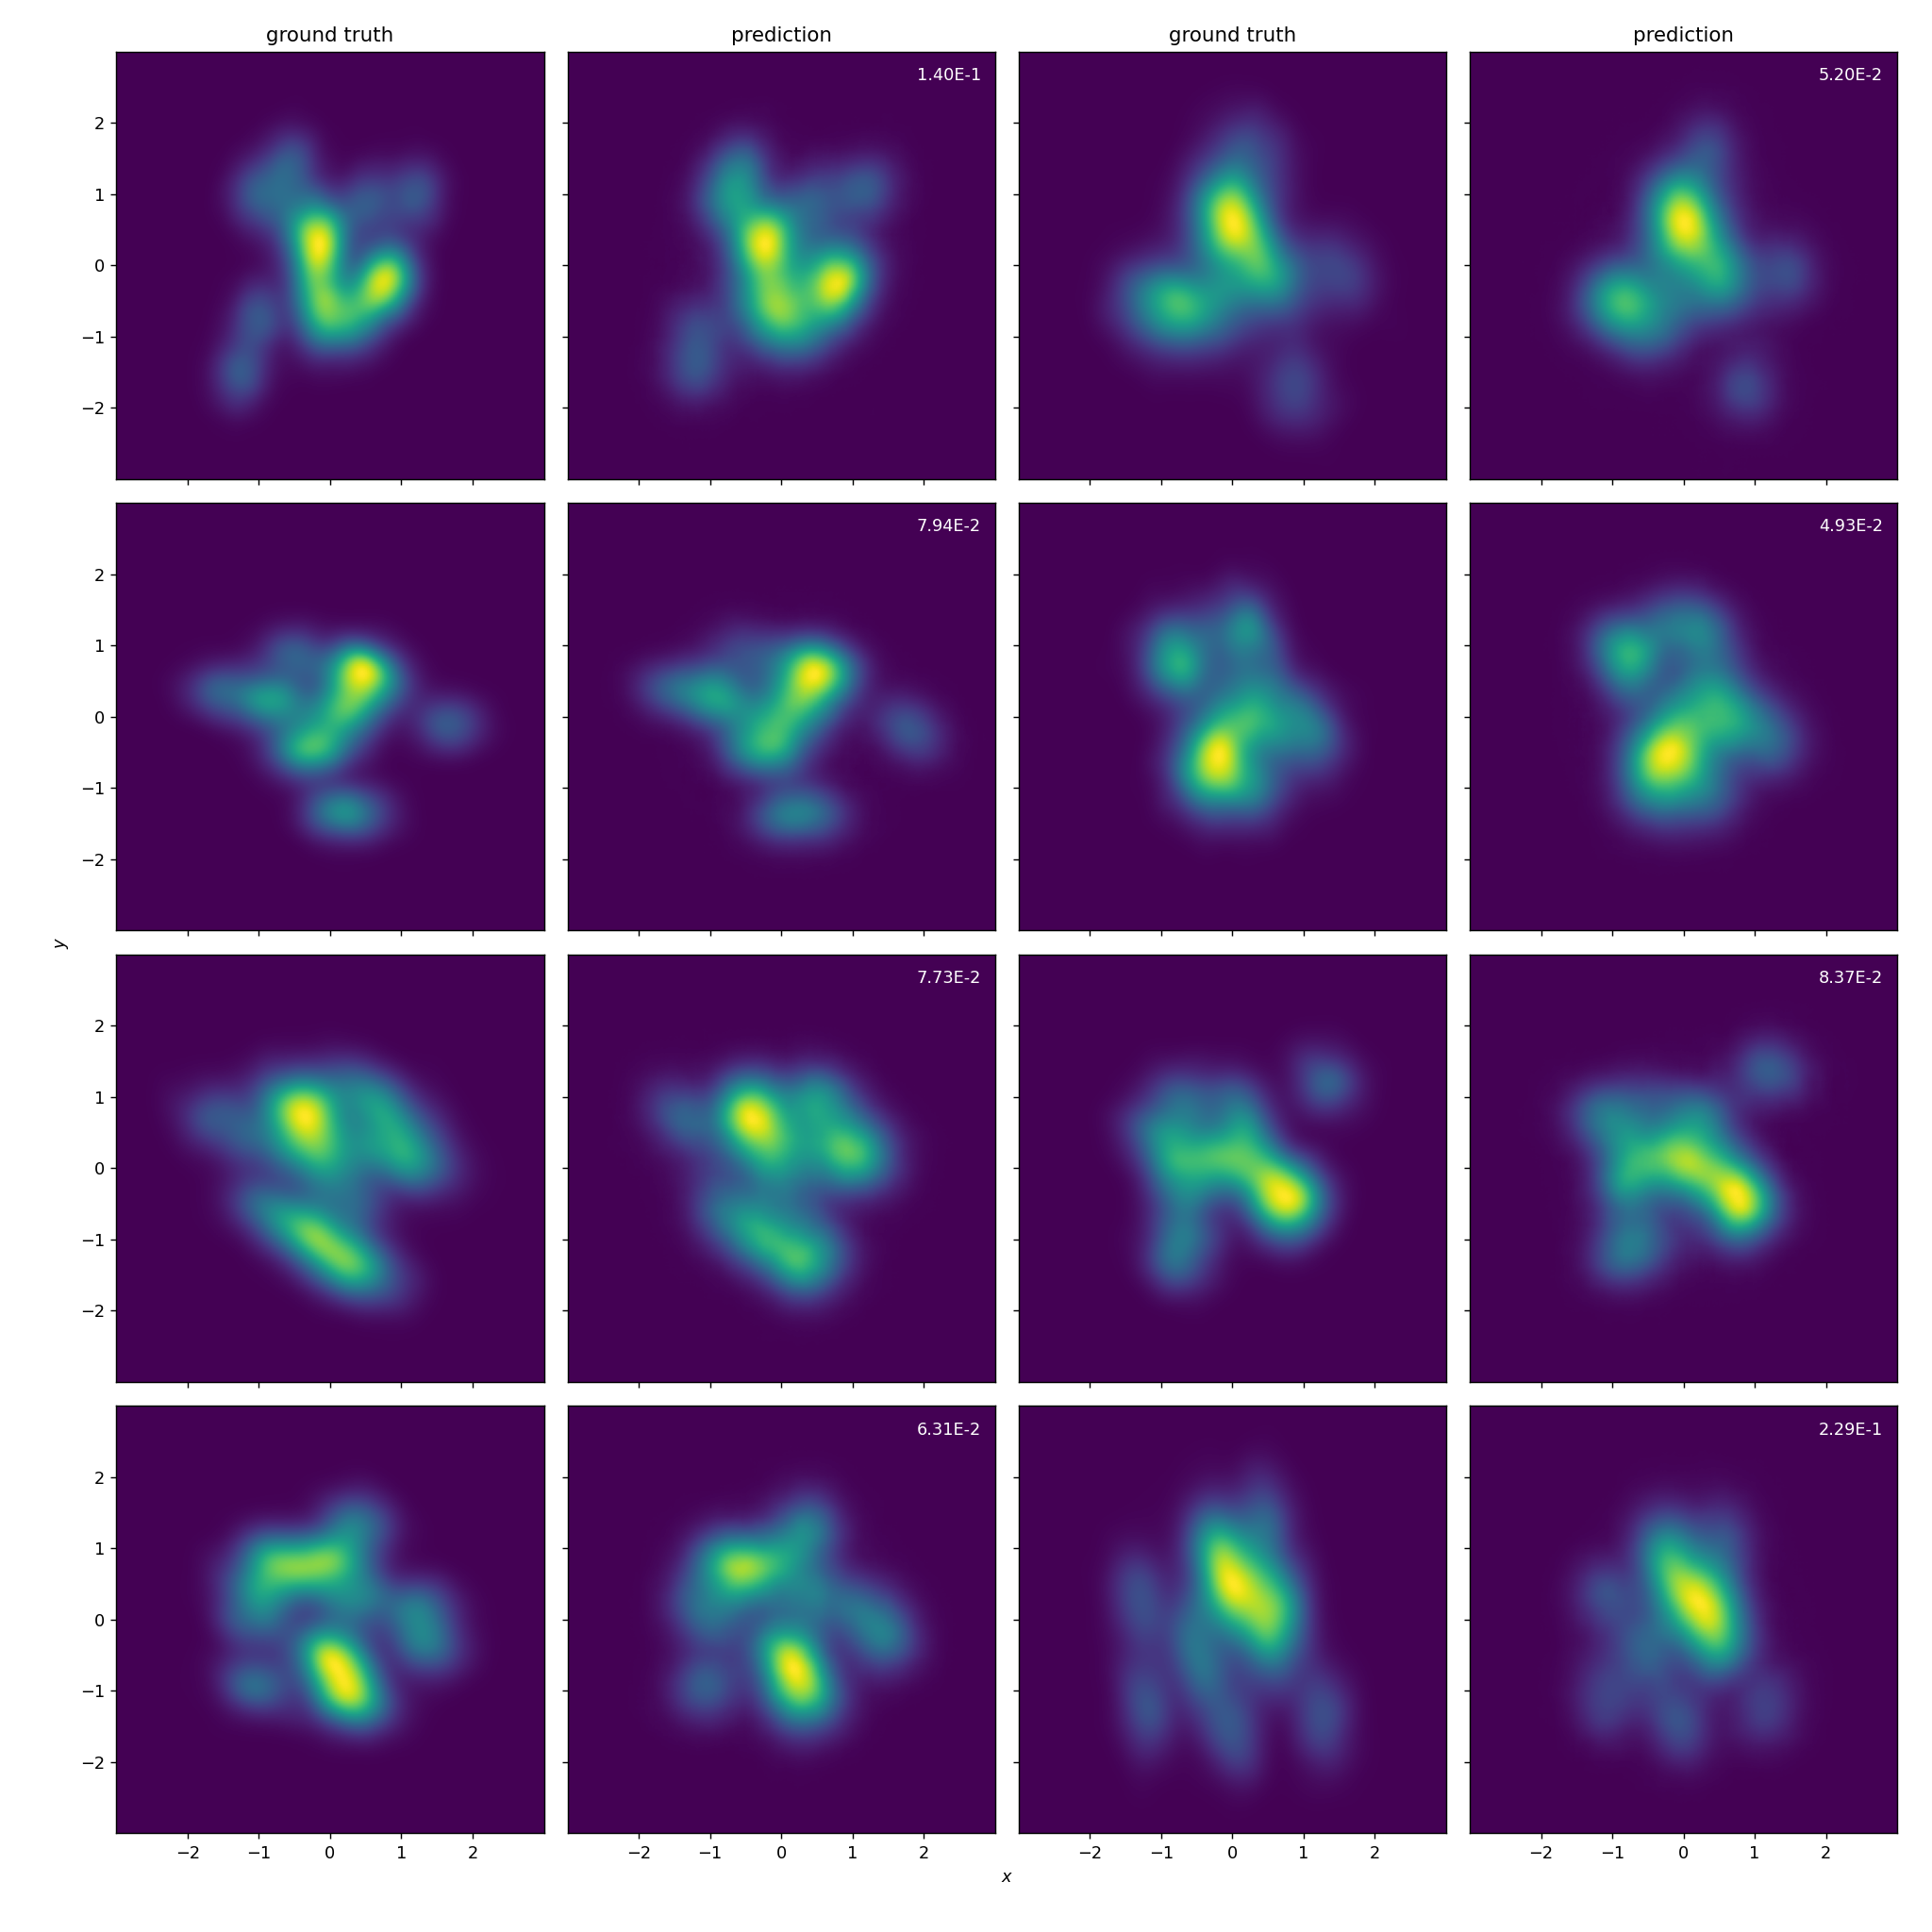 ground truth prediction ground truth prediction
1.40E-1 5.20E-2
2
1
0
−1
−2
7.94E-2 4.93E-2
2
1
0
−1
−2
y
7.73E-2 8.37E-2
2
1
0
−1
−2
6.31E-2 2.29E-1
2
1
0
−1
−2
−2 −1 0 1 2 −2 −1 0 1 2 −2 −1 0 1 2 −2 −1 0 1 2
x